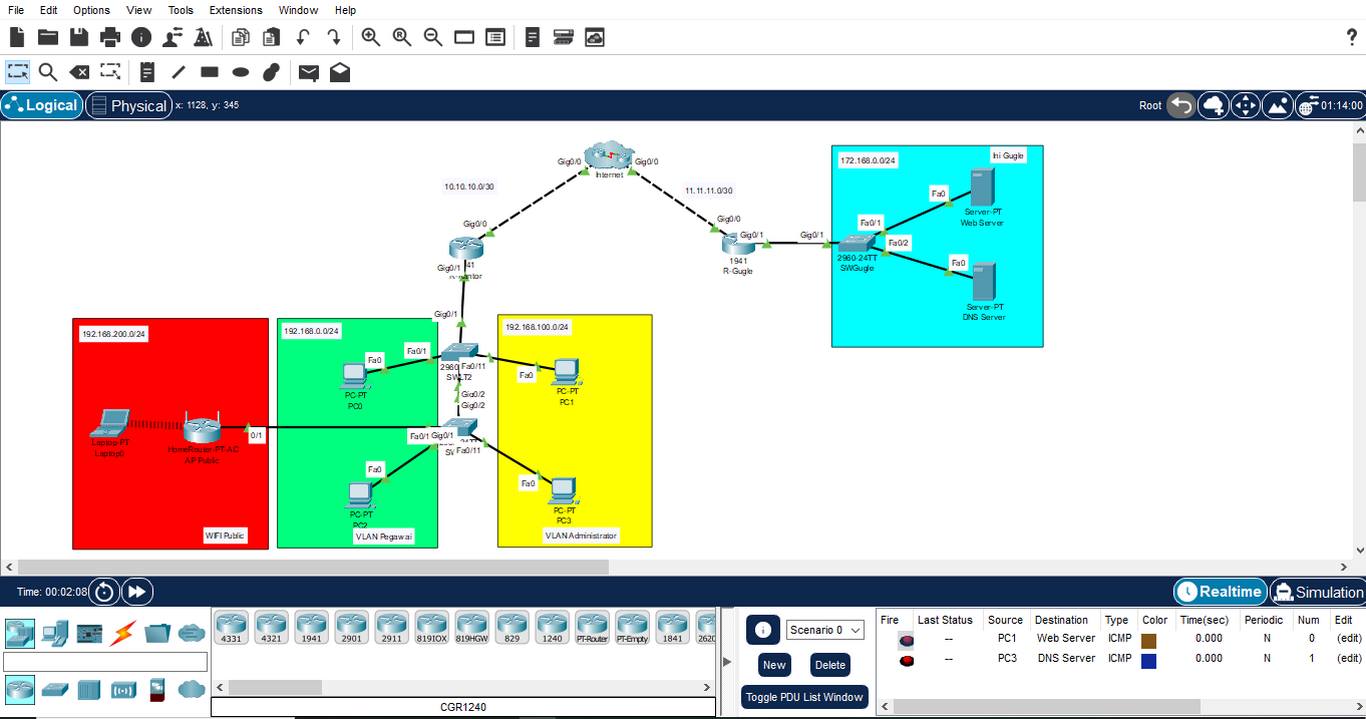 File Edit Options View Tools Extensions Window Help
Logical Physical x: 1128, y: 345 Root 01:14:00
Gig0/0 Gig0/0
Internet
10.10.10.0/30
11.11.11.0/30
172.168.0.0/24
Ini Gugle
Fa0
Server-PT
Web Server
Gig0/0
Gig0/0
Gig0/1
Gig0/1
Fa0/1
Fa0/2
1941
R-Gugle
2960-24TT
SWGugle
Fa0
Server-PT
DNS Server
Gig0/1
41
Gig0/1
192.168.200.0/24
192.168.0.0/24
192.168.100.0/24
Fa0
Fa0/1
2960
Fa0/11
Fa0
PC-PT
PC0
PC-PT
PC1
Gig0/2
Gig0/2
Laptop-PT
Laptop0
HomeRouter-PT-AC
AP Public
0/1
Fa0/1
Gig0/1
Fa0/11
Fa0
Fa0
PC-PT
PC2
PC-PT
PC3
WIFI Public
VLAN Pegawai
VLAN Administrator
Time: 00:02:08
Realtime Simulation
4331 4321 1941 2901 2911 819IOX 819HGW 829 1240 PT-Router PT-Empty 1841 2620
CGR1240
Scenario 0
New Delete
Toggle PDU List Window
Fire Last Status Source Destination Type Color Time(sec) Periodic Num Edit
-- PC1 Web Server ICMP 0.000 N 0 (edit)
-- PC3 DNS Server ICMP 0.000 N 1 (edit)